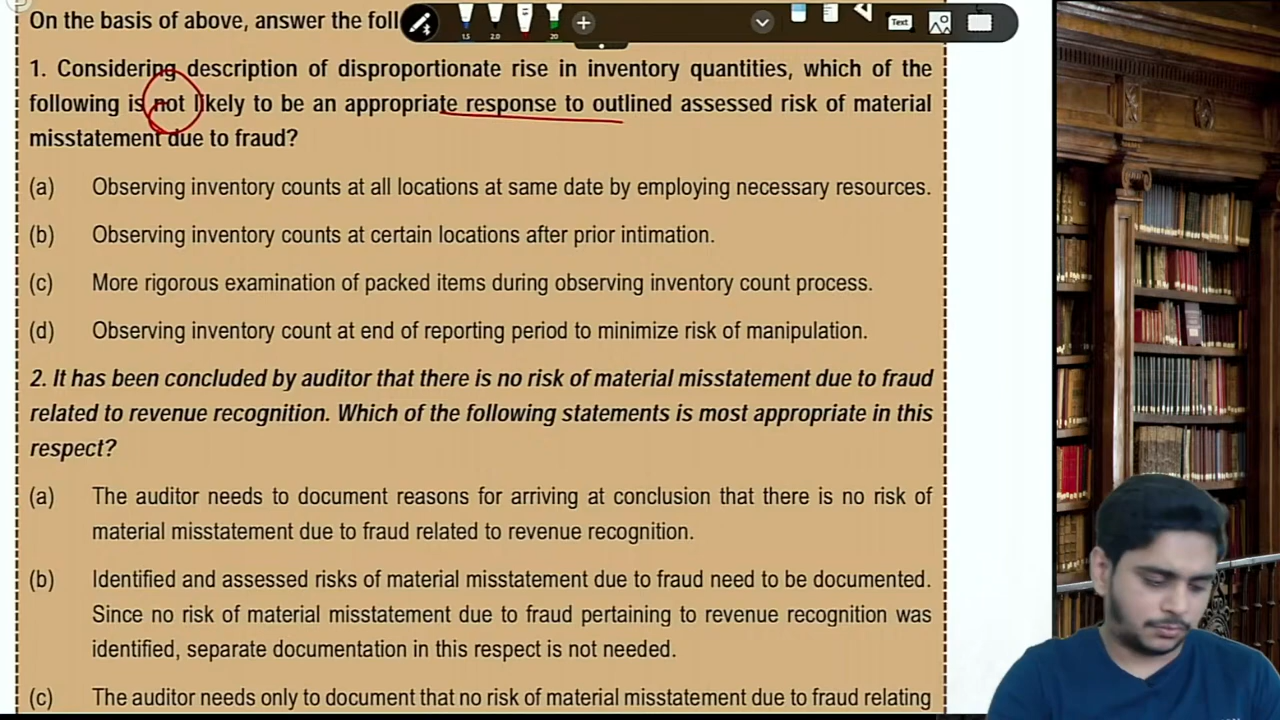 On the basis of above, answer the foll
1.5
2.0
20
Text
1. Considering description of disproportionate rise in inventory quantities, which of the
following is not likely to be an appropriate response to outlined assessed risk of material
misstatement due to fraud?
(a) Observing inventory counts at all locations at same date by employing necessary resources.
(b) Observing inventory counts at certain locations after prior intimation.
(c) More rigorous examination of packed items during observing inventory count process.
(d) Observing inventory count at end of reporting period to minimize risk of manipulation.
2. It has been concluded by auditor that there is no risk of material misstatement due to fraud
related to revenue recognition. Which of the following statements is most appropriate in this
respect?
(a) The auditor needs to document reasons for arriving at conclusion that there is no risk of
material misstatement due to fraud related to revenue recognition.
(b) Identified and assessed risks of material misstatement due to fraud need to be documented.
Since no risk of material misstatement due to fraud pertaining to revenue recognition was
identified, separate documentation in this respect is not needed.
(c) The auditor needs only to document that no risk of material misstatement due to fraud relating